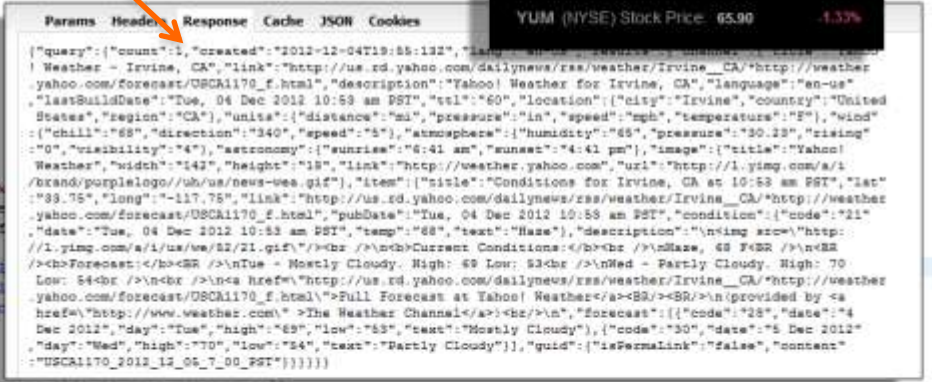 Params Headers Response Cache JSON Cookies
YUM (NYSE) Stock Price: 65.90 -1.33%
{"query":{"count":1,"created":"2012-12-04T19:55:13Z",
! Weather - Irvine, CA","link":"http://us.rd.yahoo.com/dailynews/rss/weather/Irvine__CA/*http://weather
.yahoo.com/forecast/USCA1170_f.html","description":"Yahoo! Weather for Irvine, CA","language":"en-us"
,"lastBuildDate":"Tue, 04 Dec 2012 10:53 am PST","ttl":"60","location":{"city":"Irvine","country":"United
States","region":"CA"},"units":{"distance":"mi","pressure":"in","speed":"mph","temperature":"F"},"wind"
:{"chill":"68","direction":"340","speed":"5"},"atmosphere":{"humidity":"65","pressure":"30.23","rising"
:"0","visibility":"4"},"astronomy":{"sunrise":"6:41 am","sunset":"4:41 pm"},"image":{"title":"Yahoo!
Weather","width":"142","height":"18","link":"http://weather.yahoo.com","url":"http://l.yimg.com/a/i
/brand/purplelogo//uh/us/news-wea.gif"},"item":{"title":"Conditions for Irvine, CA at 10:53 am PST","lat"
:"33.75","long":"-117.75","link":"http://us.rd.yahoo.com/dailynews/rss/weather/Irvine__CA/*http://weather
.yahoo.com/forecast/USCA1170_f.html","pubDate":"Tue, 04 Dec 2012 10:53 am PST","condition":{"code":"21"
,"date":"Tue, 04 Dec 2012 10:53 am PST","temp":"68","text":"Haze"},"description":"\n<img src=\"http:
//l.yimg.com/a/i/us/we/52/21.gif\"/><br />\n<b>Current Conditions:</b><br />\nHaze, 68 F<BR />\n<BR
/><b>Forecast:</b><BR />\nTue - Mostly Cloudy. High: 69 Low: 53<br />\nWed - Partly Cloudy. High: 70
Low: 54<br />\n<br />\n<a href=\"http://us.rd.yahoo.com/dailynews/rss/weather/Irvine__CA/*http://weather
.yahoo.com/forecast/USCA1170_f.html\">Full Forecast at Yahoo! Weather</a><BR/><BR/>\n(provided by <a
href=\"http://www.weather.com\" >The Weather Channel</a>)<br/>\n","forecast":[{"code":"28","date":"4
Dec 2012","day":"Tue","high":"69","low":"53","text":"Mostly Cloudy"},{"code":"30","date":"5 Dec 2012"
,"day":"Wed","high":"70","low":"54","text":"Partly Cloudy"}],"guid":{"isPermaLink":"false","content"
:"USCA1170_2012_12_05_7_00_PST"}}}}}}